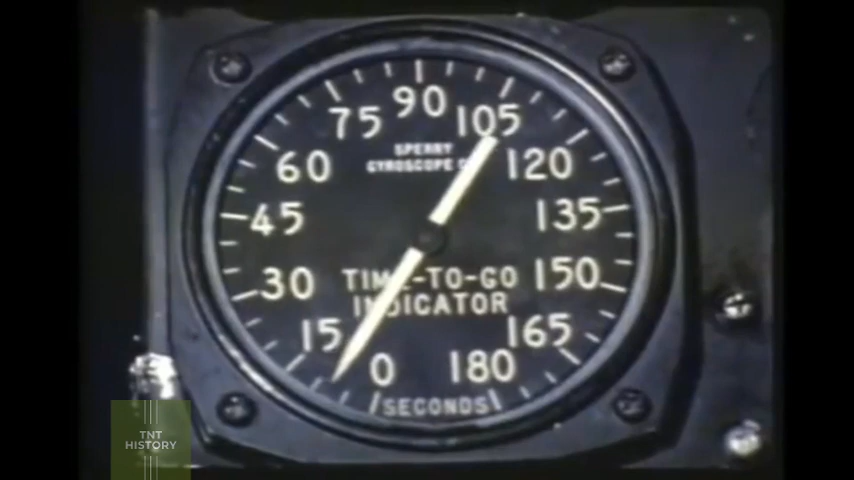 90
75 105
SPERRY
GYROSCOPE C
60 120
45 135
30 TIME-TO-GO 150
INDICATOR
15 165
0 180
SECONDS
TNT
HISTORY